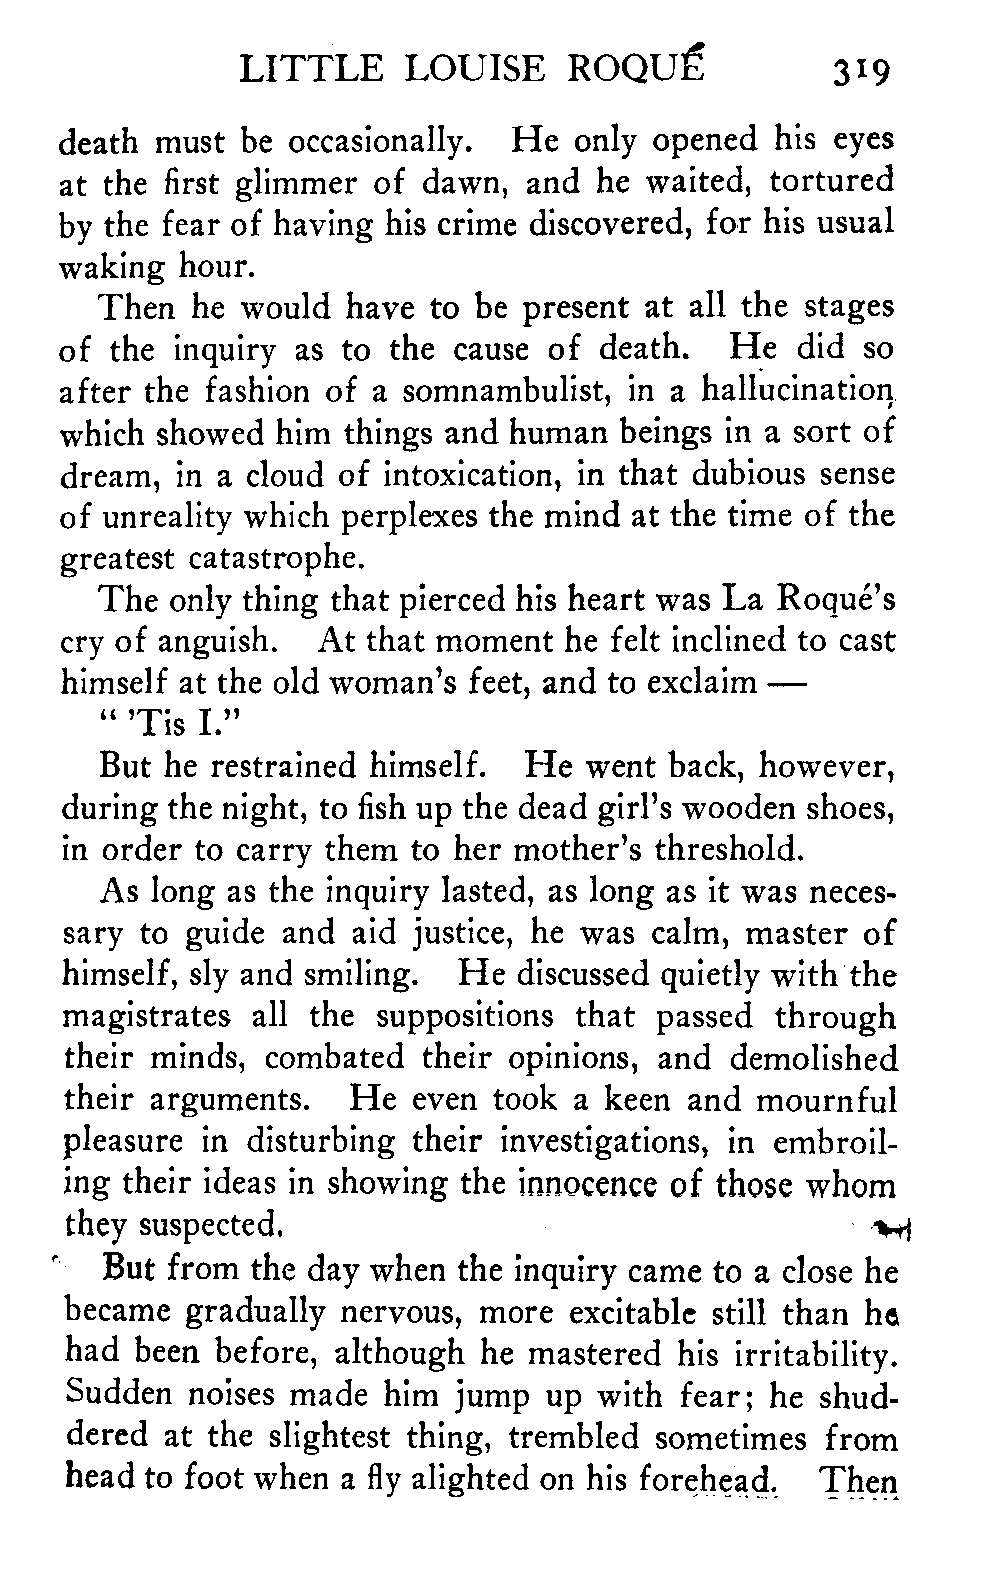 LITTLE LOUISE ROQUÉ 319
death must be occasionally. He only opened his eyes
at the first glimmer of dawn, and he waited, tortured
by the fear of having his crime discovered, for his usual
waking hour.
Then he would have to be present at all the stages
of the inquiry as to the cause of death. He did so
after the fashion of a somnambulist, in a hallucination
which showed him things and human beings in a sort of
dream, in a cloud of intoxication, in that dubious sense
of unreality which perplexes the mind at the time of the
greatest catastrophe.
The only thing that pierced his heart was La Roqué's
cry of anguish. At that moment he felt inclined to cast
himself at the old woman's feet, and to exclaim —
“ ’Tis I.”
But he restrained himself. He went back, however,
during the night, to fish up the dead girl's wooden shoes,
in order to carry them to her mother's threshold.
As long as the inquiry lasted, as long as it was neces-
sary to guide and aid justice, he was calm, master of
himself, sly and smiling. He discussed quietly with the
magistrates all the suppositions that passed through
their minds, combated their opinions, and demolished
their arguments. He even took a keen and mournful
pleasure in disturbing their investigations, in embroil-
ing their ideas in showing the innocence of those whom
they suspected.
But from the day when the inquiry came to a close he
became gradually nervous, more excitable still than he
had been before, although he mastered his irritability.
Sudden noises made him jump up with fear; he shud-
dered at the slightest thing, trembled sometimes from
head to foot when a fly alighted on his forehead. Then